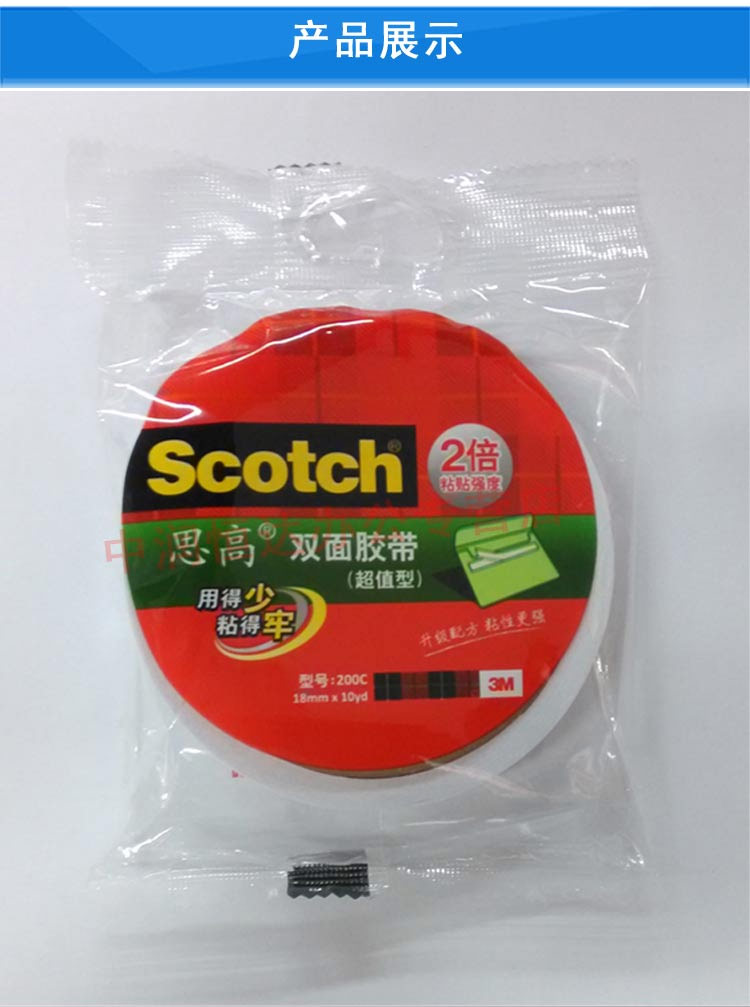 产品展示
Scotch®
2倍
粘贴强度
思高® 双面胶带
(超值型)
用得少
粘得牢
升级配方 粘性更强
型号:200C
18mm x 10yd
3M